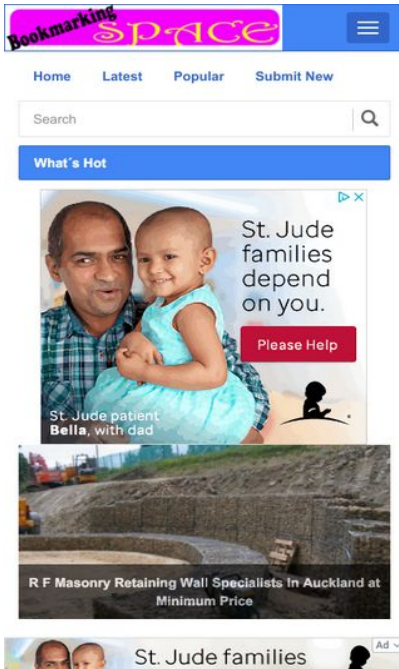 Bookmarking
SPACE
Home Latest Popular Submit New
Search
What´s Hot
St. Jude
families
depend
on you.
Please Help
St. Jude patient
Bella, with dad
R F Masonry Retaining Wall Specialists In Auckland at
Minimum Price
Ad
St. Jude families